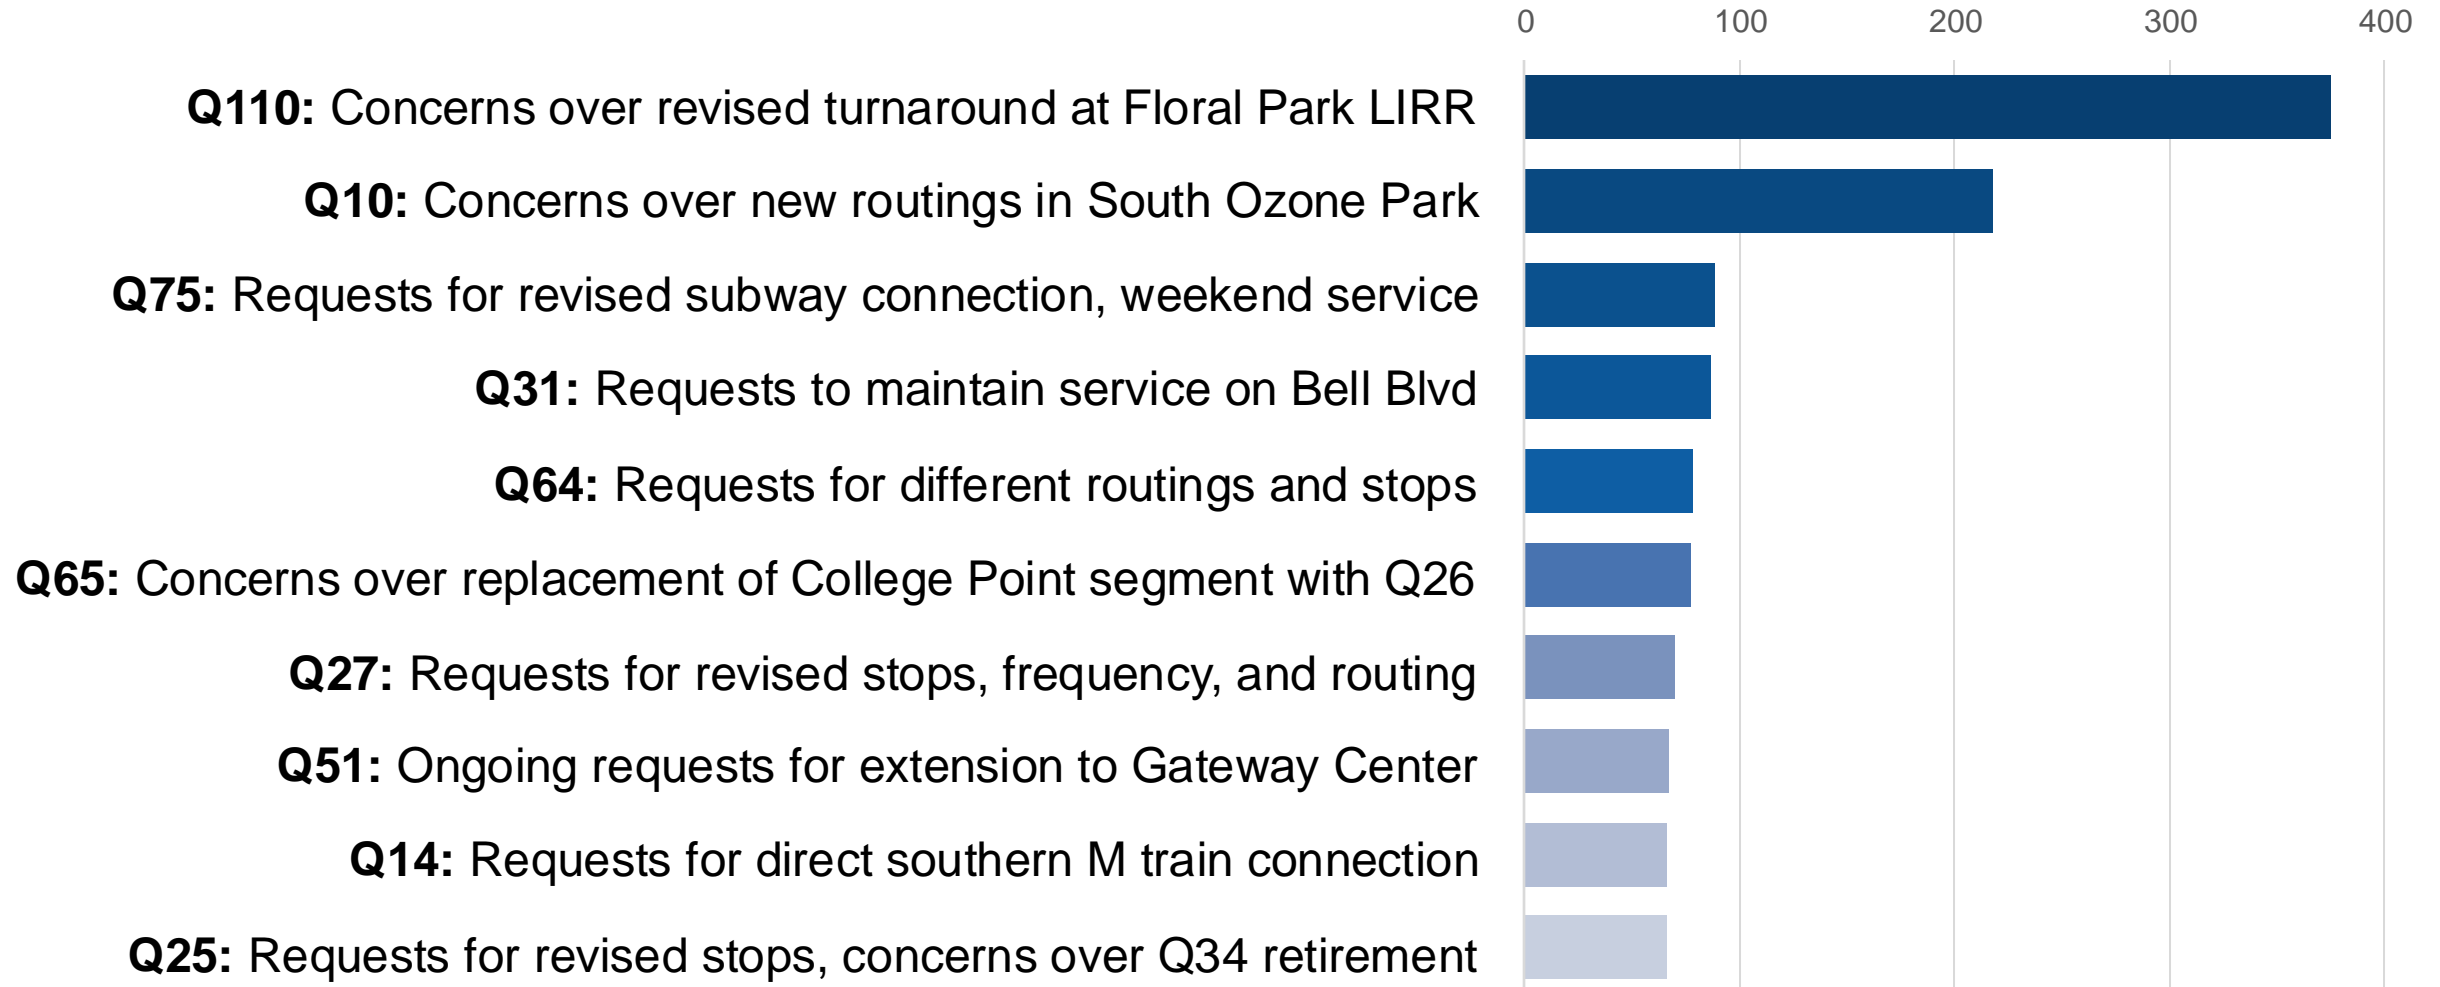 0 100 200 300 400
Q110: Concerns over revised turnaround at Floral Park LIRR
Q10: Concerns over new routings in South Ozone Park
Q75: Requests for revised subway connection, weekend service
Q31: Requests to maintain service on Bell Blvd
Q64: Requests for different routings and stops
Q65: Concerns over replacement of College Point segment with Q26
Q27: Requests for revised stops, frequency, and routing
Q51: Ongoing requests for extension to Gateway Center
Q14: Requests for direct southern M train connection
Q25: Requests for revised stops, concerns over Q34 retirement